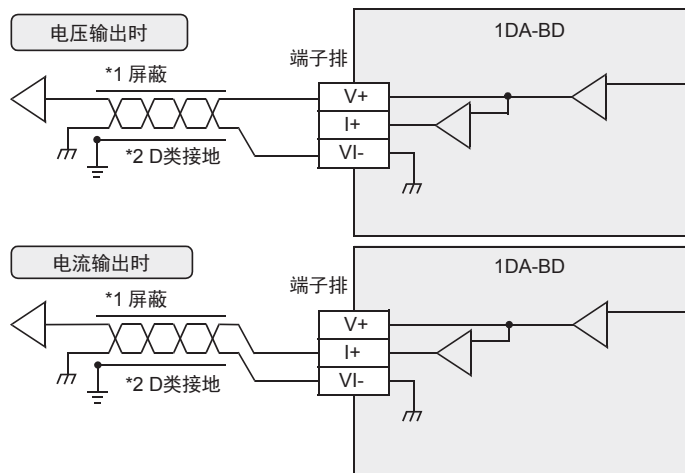 电压输出时
1DA-BD
端子排
*1 屏蔽
V+
I+
VI-
*2 D类接地
电流输出时
1DA-BD
端子排
*1 屏蔽
V+
I+
VI-
*2 D类接地